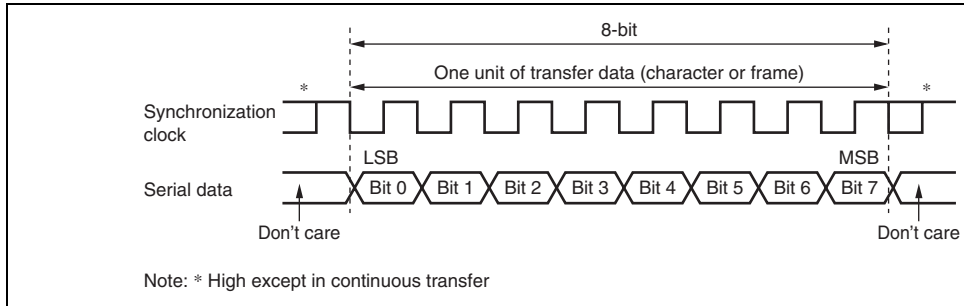 8-bit
One unit of transfer data (character or frame)
*
*
Synchronization
clock
LSB
MSB
Serial data
Bit 0
Bit 1
Bit 2
Bit 3
Bit 4
Bit 5
Bit 6
Bit 7
Don't care
Don't care
Note: * High except in continuous transfer